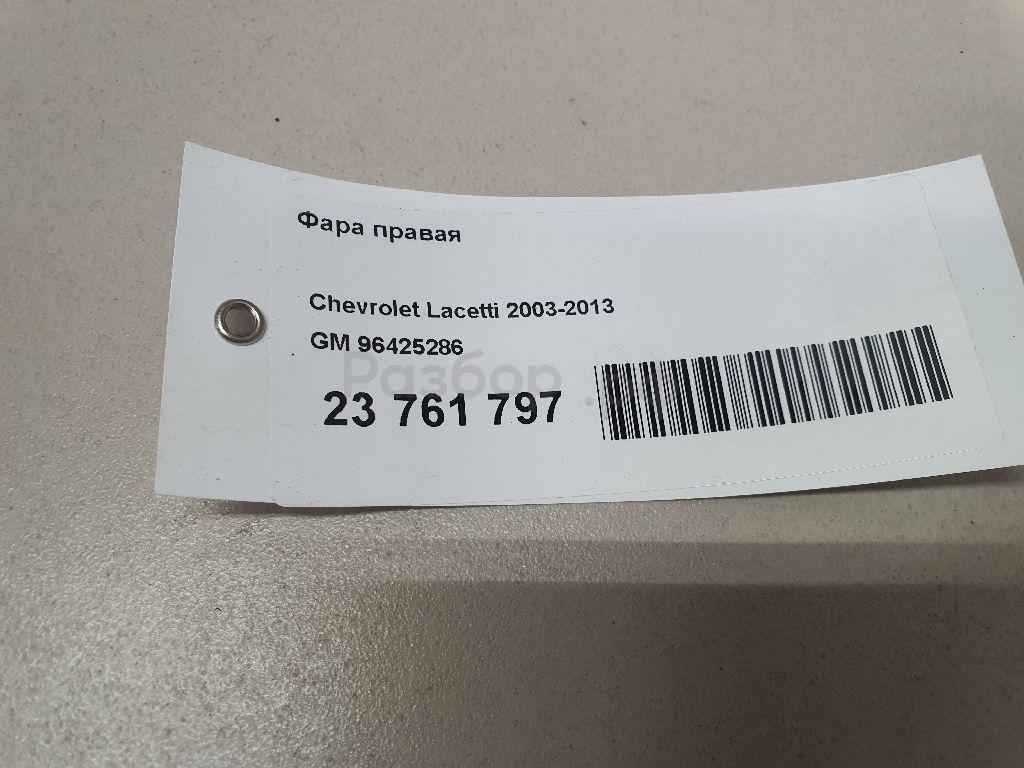 Фара правая
Chevrolet Lacetti 2003-2013
GM 96425286
Разбор
23 761 797